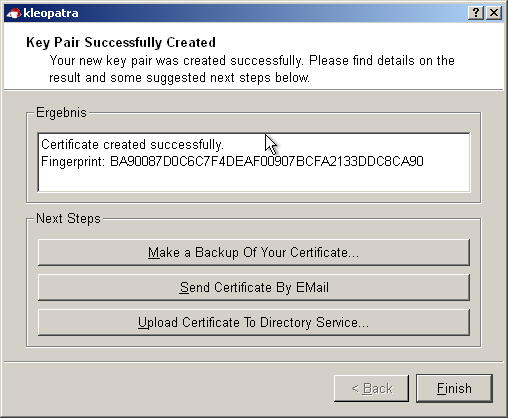 kleopatra
Key Pair Successfully Created
Your new key pair was created successfully. Please find details on the
result and some suggested next steps below.
Ergebnis
Certificate created successfully.
Fingerprint: BA90087D0C6C7F4DEAF00907BCFA2133DDC8CA90
Next Steps
Make a Backup Of Your Certificate...
Send Certificate By EMail
Upload Certificate To Directory Service...
< Back
Finish